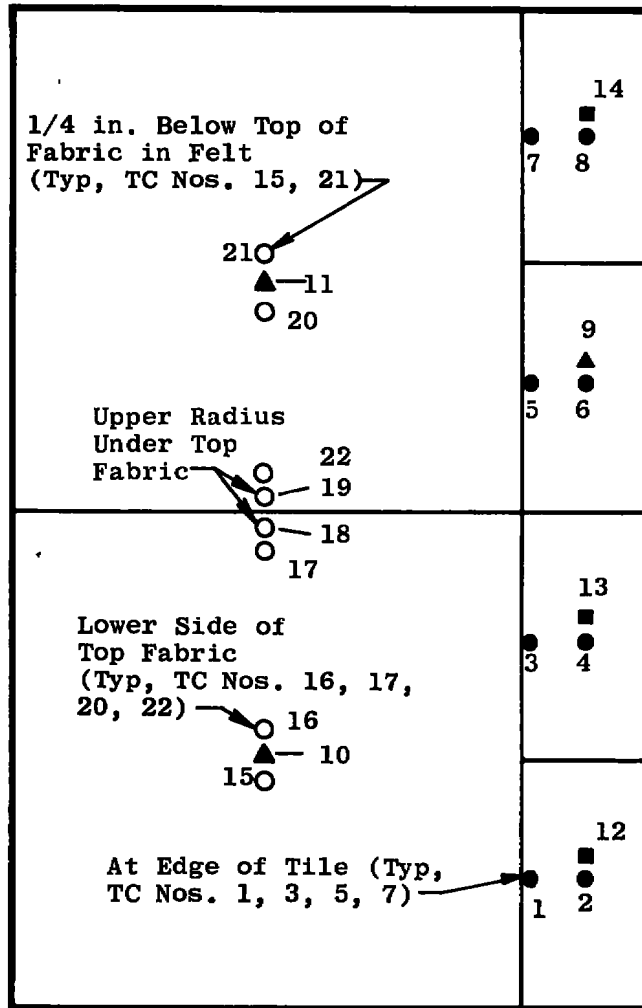 14
1/4 in. Below Top of
Fabric in Felt
(Typ, TC Nos. 15, 21)
7 8
21
11
20
9
5 6
Upper Radius
Under Top
Fabric
22
19
18
17
13
Lower Side of
Top Fabric
(Typ, TC Nos. 16, 17,
20, 22)
3 4
16
10
15
12
At Edge of Tile (Typ,
TC Nos. 1, 3, 5, 7)
1 2